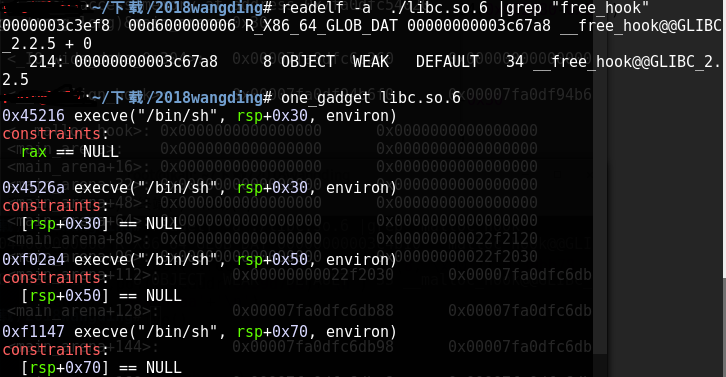 :~/下载/2018wangding# readelf -a ./libc.so.6 |grep "free_hook"
0000003c3ef8 00d600000006 R_X86_64_GLOB_DAT 00000000003c67a8 __free_hook@@GLIBC
_2.2.5 + 0
214: 00000000003c67a8 8 OBJECT WEAK DEFAULT 34 __free_hook@@GLIBC_2.
2.5
:~/下载/2018wangding# one_gadget libc.so.6
0x45216 execve("/bin/sh", rsp+0x30, environ)
constraints:
rax == NULL
0x4526a execve("/bin/sh", rsp+0x30, environ)
constraints:
[rsp+0x30] == NULL
0xf02a4 execve("/bin/sh", rsp+0x50, environ)
constraints:
[rsp+0x50] == NULL
0xf1147 execve("/bin/sh", rsp+0x70, environ)
constraints:
[rsp+0x70] == NULL